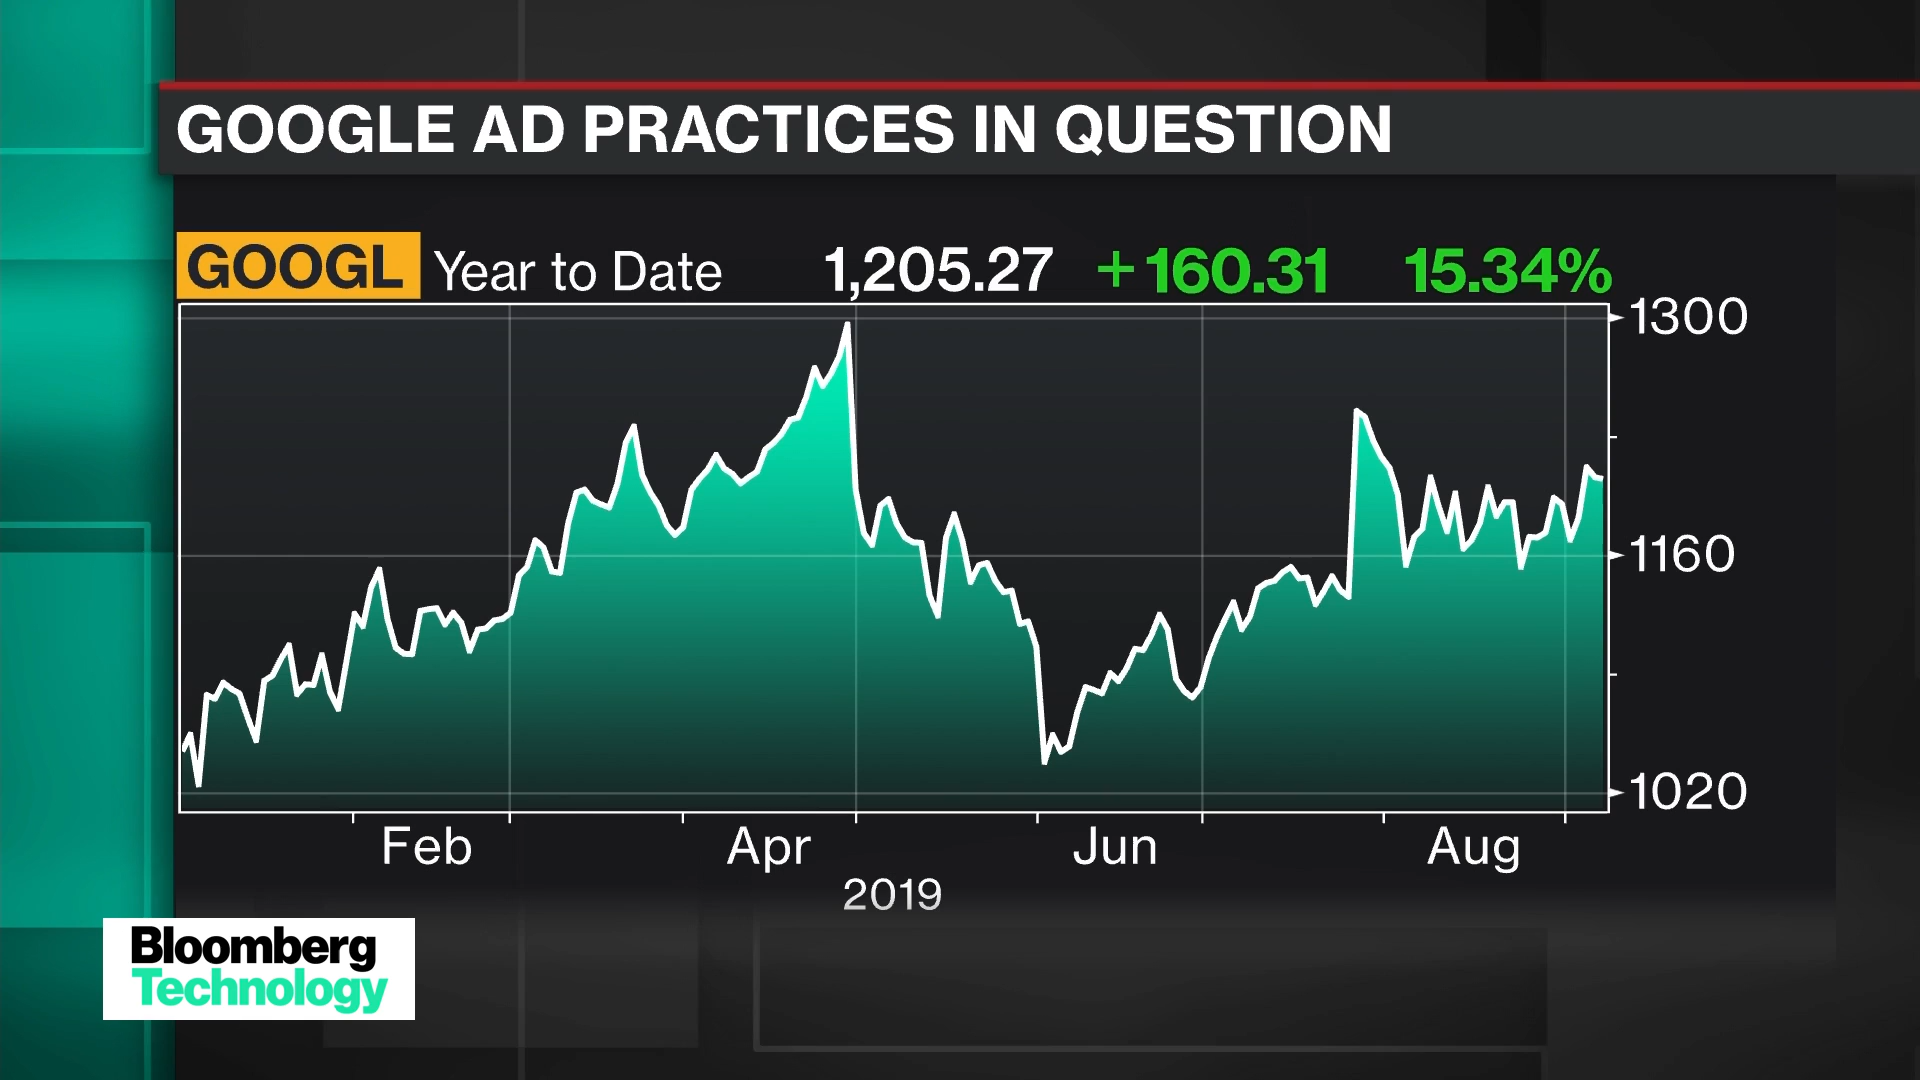 GOOGLE AD PRACTICES IN QUESTION
GOOGL Year to Date 1,205.27 +160.31 15.34%
1300
1160
1020
Feb Apr Jun Aug
2019
Bloomberg
Technology